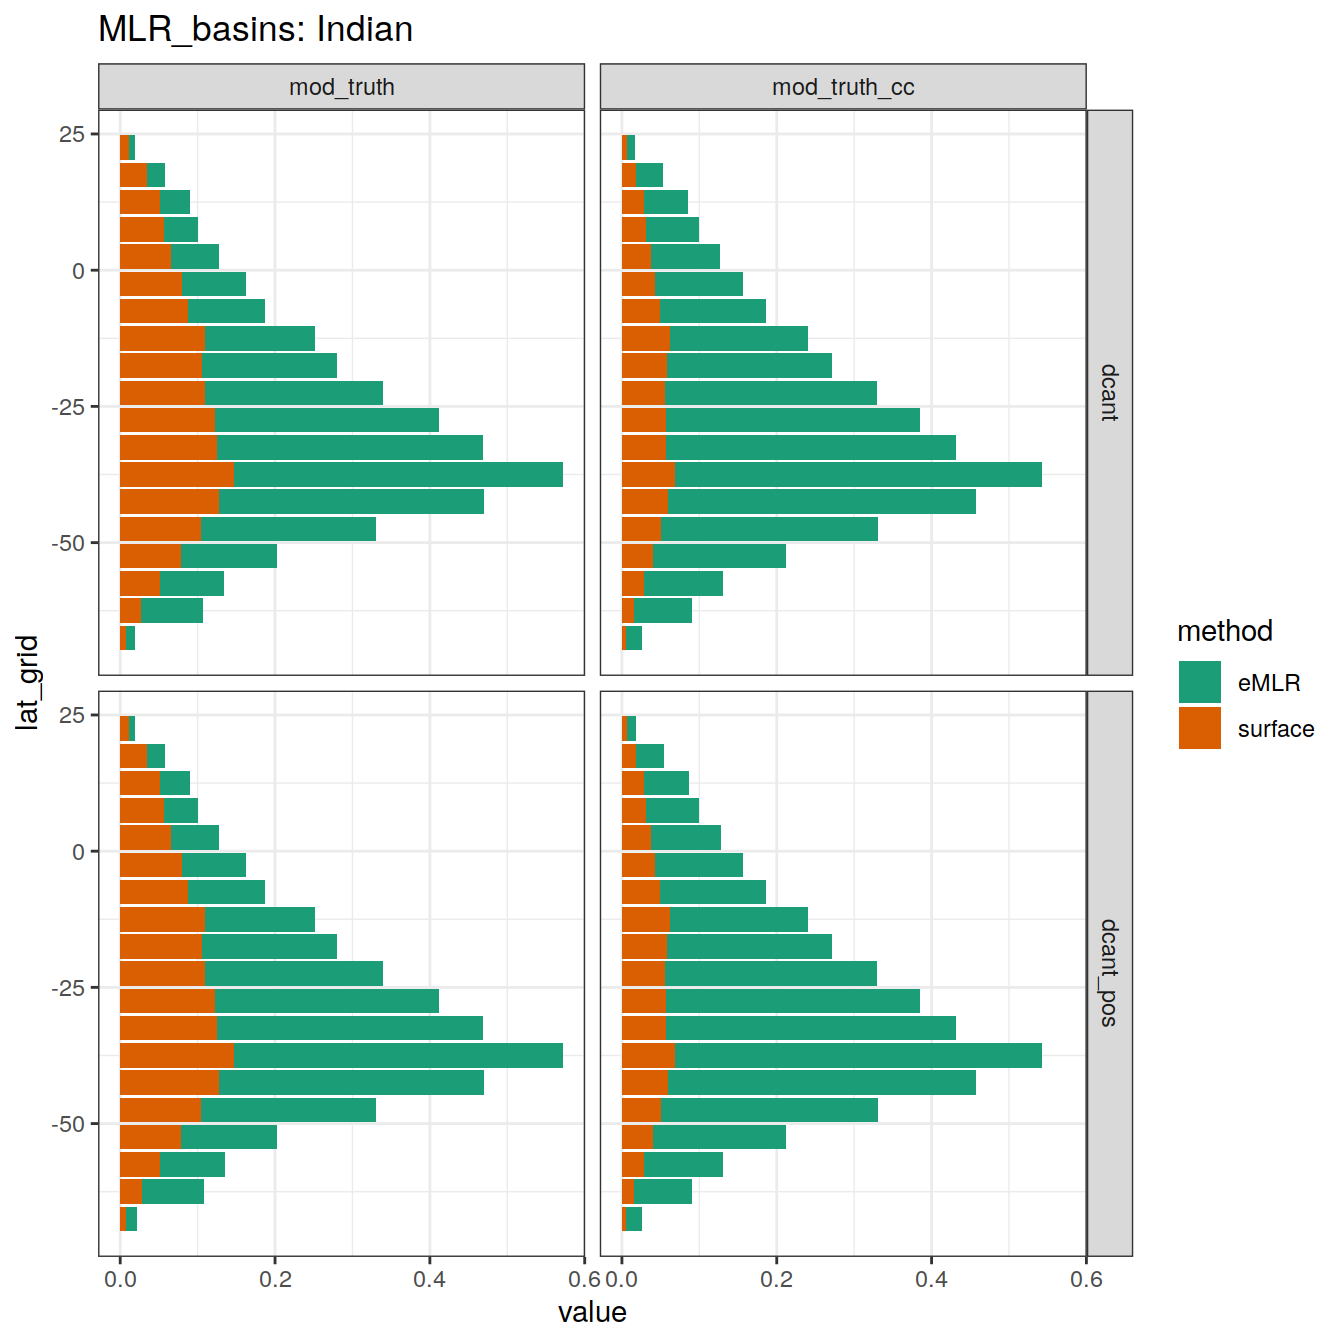 MLR_basins: Indian
mod_truth
mod_truth_cc
25
0
-25
-50
dcant
25
0
-25
-50
dcant_pos
lat_grid
0.0
0.2
0.4
0.6
0.0
0.2
0.4
0.6
value
method
eMLR
surface